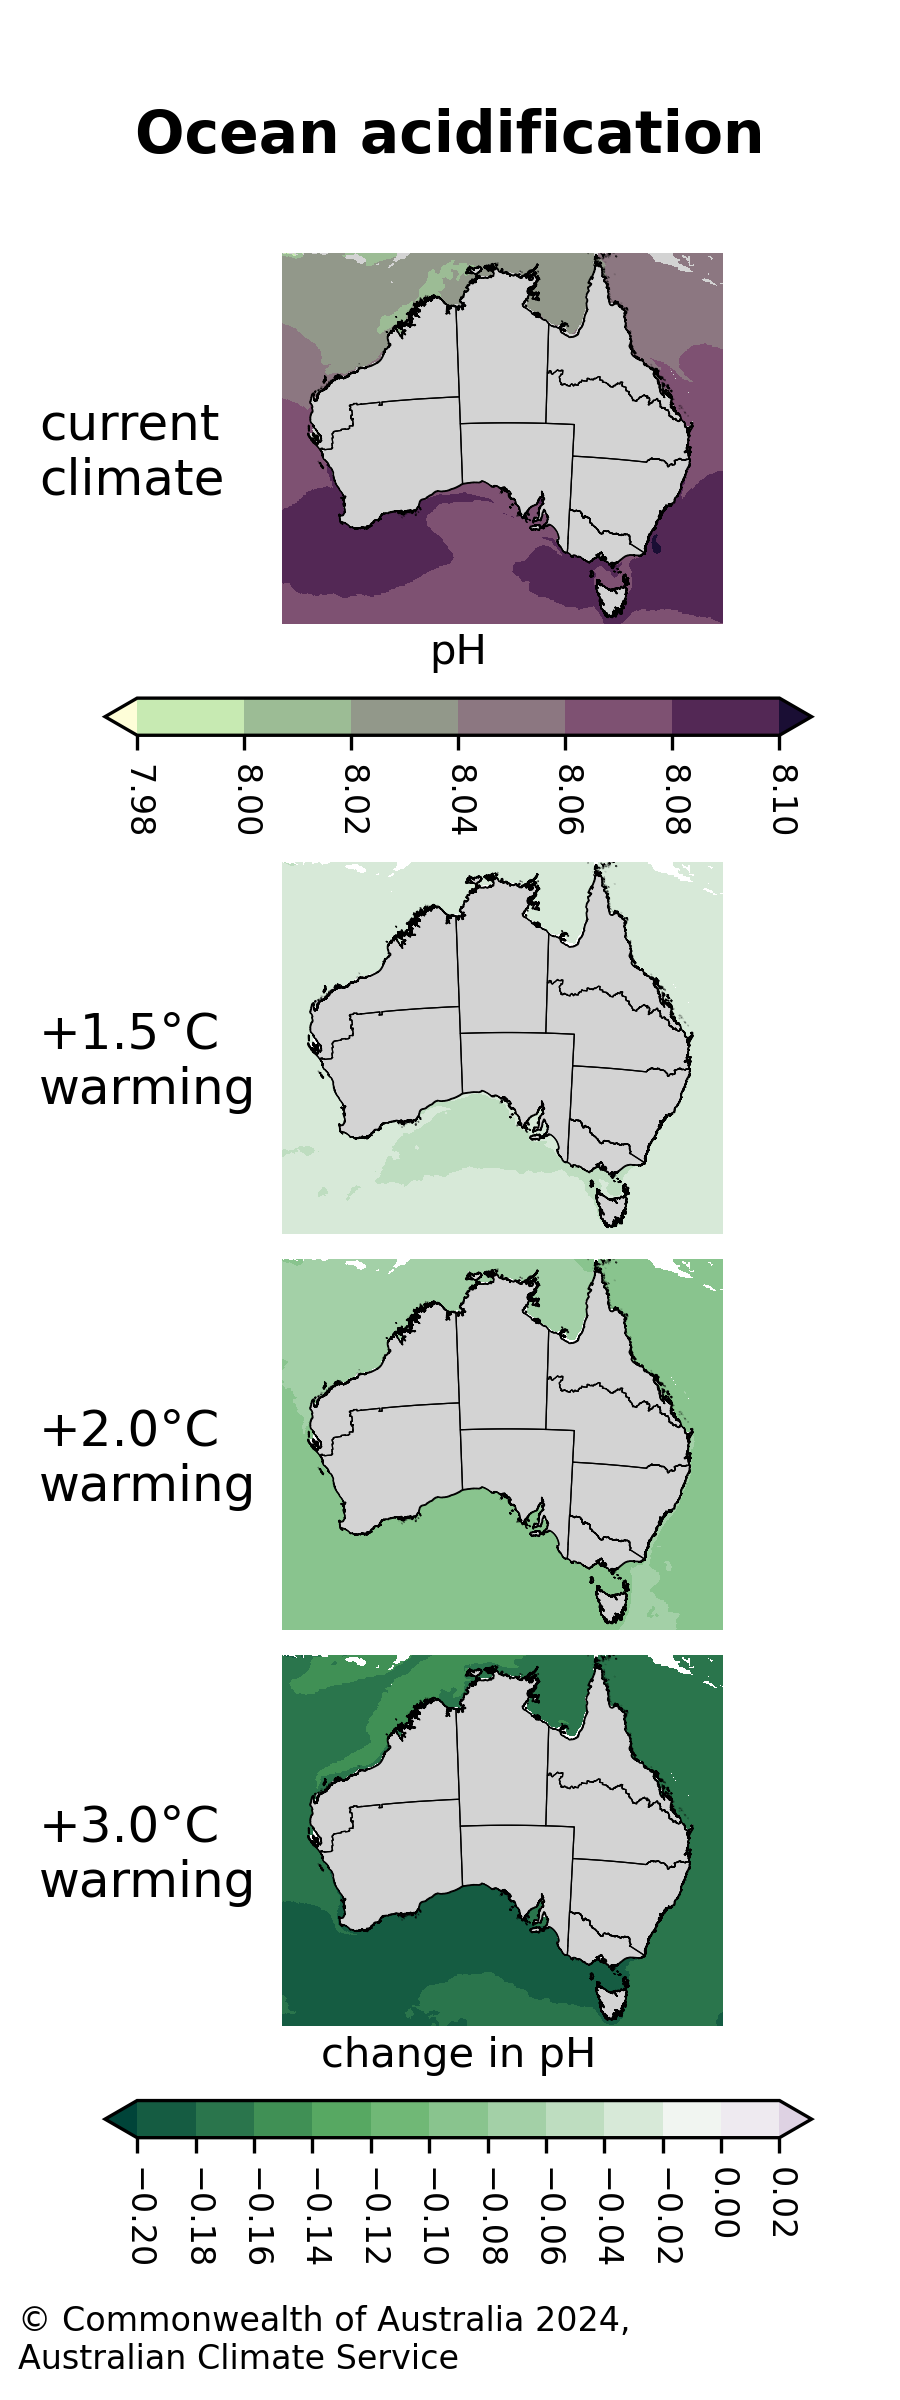 Ocean acidification
current
climate
pH
7.98 8.00 8.02 8.04 8.06 8.08 8.10
+1.5°C
warming
+2.0°C
warming
+3.0°C
warming
change in pH
−0.20 −0.18 −0.16 −0.14 −0.12 −0.10 −0.08 −0.06 −0.04 −0.02 0.00 0.02
© Commonwealth of Australia 2024,
Australian Climate Service